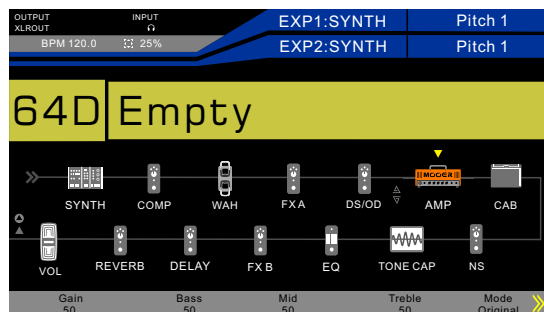 OUTPUT INPUT EXP1:SYNTH Pitch 1
XLROUT
BPM 120.0 25% EXP2:SYNTH Pitch 1
64D Empty
MOOER
SYNTH COMP WAH FX A DS/OD AMP CAB
VOL REVERB DELAY FX B EQ TONE CAP NS
Gain Bass Mid Treble Mode
50 50 50 50 Original